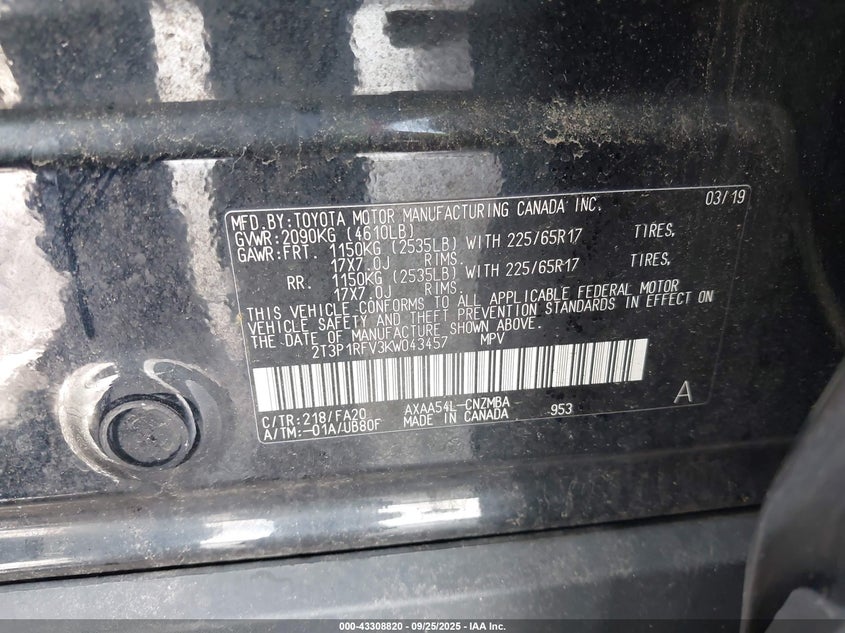 MFD.BY:TOYOTA MOTOR MANUFACTURING CANADA INC. 03/19
GVWR:2090KG (4610LB)
GAWR:FRT. 1150KG (2535LB) WITH 225/65R17 TIRES,
17X7.0J RIMS.
RR. 1150KG (2535LB) WITH 225/65R17 TIRES,
17X7.0J RIMS.
THIS VEHICLE CONFORMS TO ALL APPLICABLE FEDERAL MOTOR
VEHICLE SAFETY AND THEFT PREVENTION STANDARDS IN EFFECT ON
THE DATE OF MANUFACTURE SHOWN ABOVE.
2T3P1RFV3KW043457 MPV
C/TR:218/FA20 AXAA54L-CNZMBA 953 A
A/TM:-01A/UB80F MADE IN CANADA
000-43308820 - 09/25/2025 - IAA Inc.